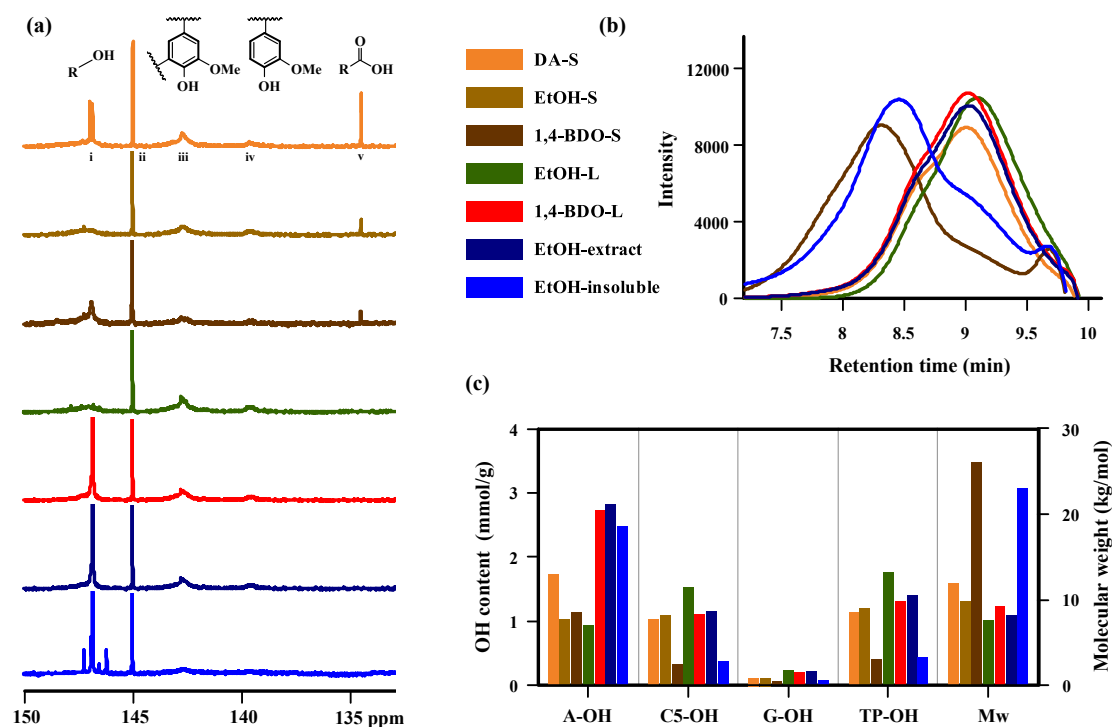 (a)
OH
R
OMe
OH
OMe
OH
O
R
OH
i
ii
iii
iv
v
150
145
140
135 ppm
DA-S
EtOH-S
1,4-BDO-S
EtOH-L
1,4-BDO-L
EtOH-extract
EtOH-insoluble
(b)
Intensity
12000
8000
4000
0
7.5
8
8.5
9
9.5
10
Retention time (min)
(c)
OH content (mmol/g)
4
3
2
1
0
30
20
10
0
Molecular weight (kg/mol)
A-OH
C5-OH
G-OH
TP-OH
Mw